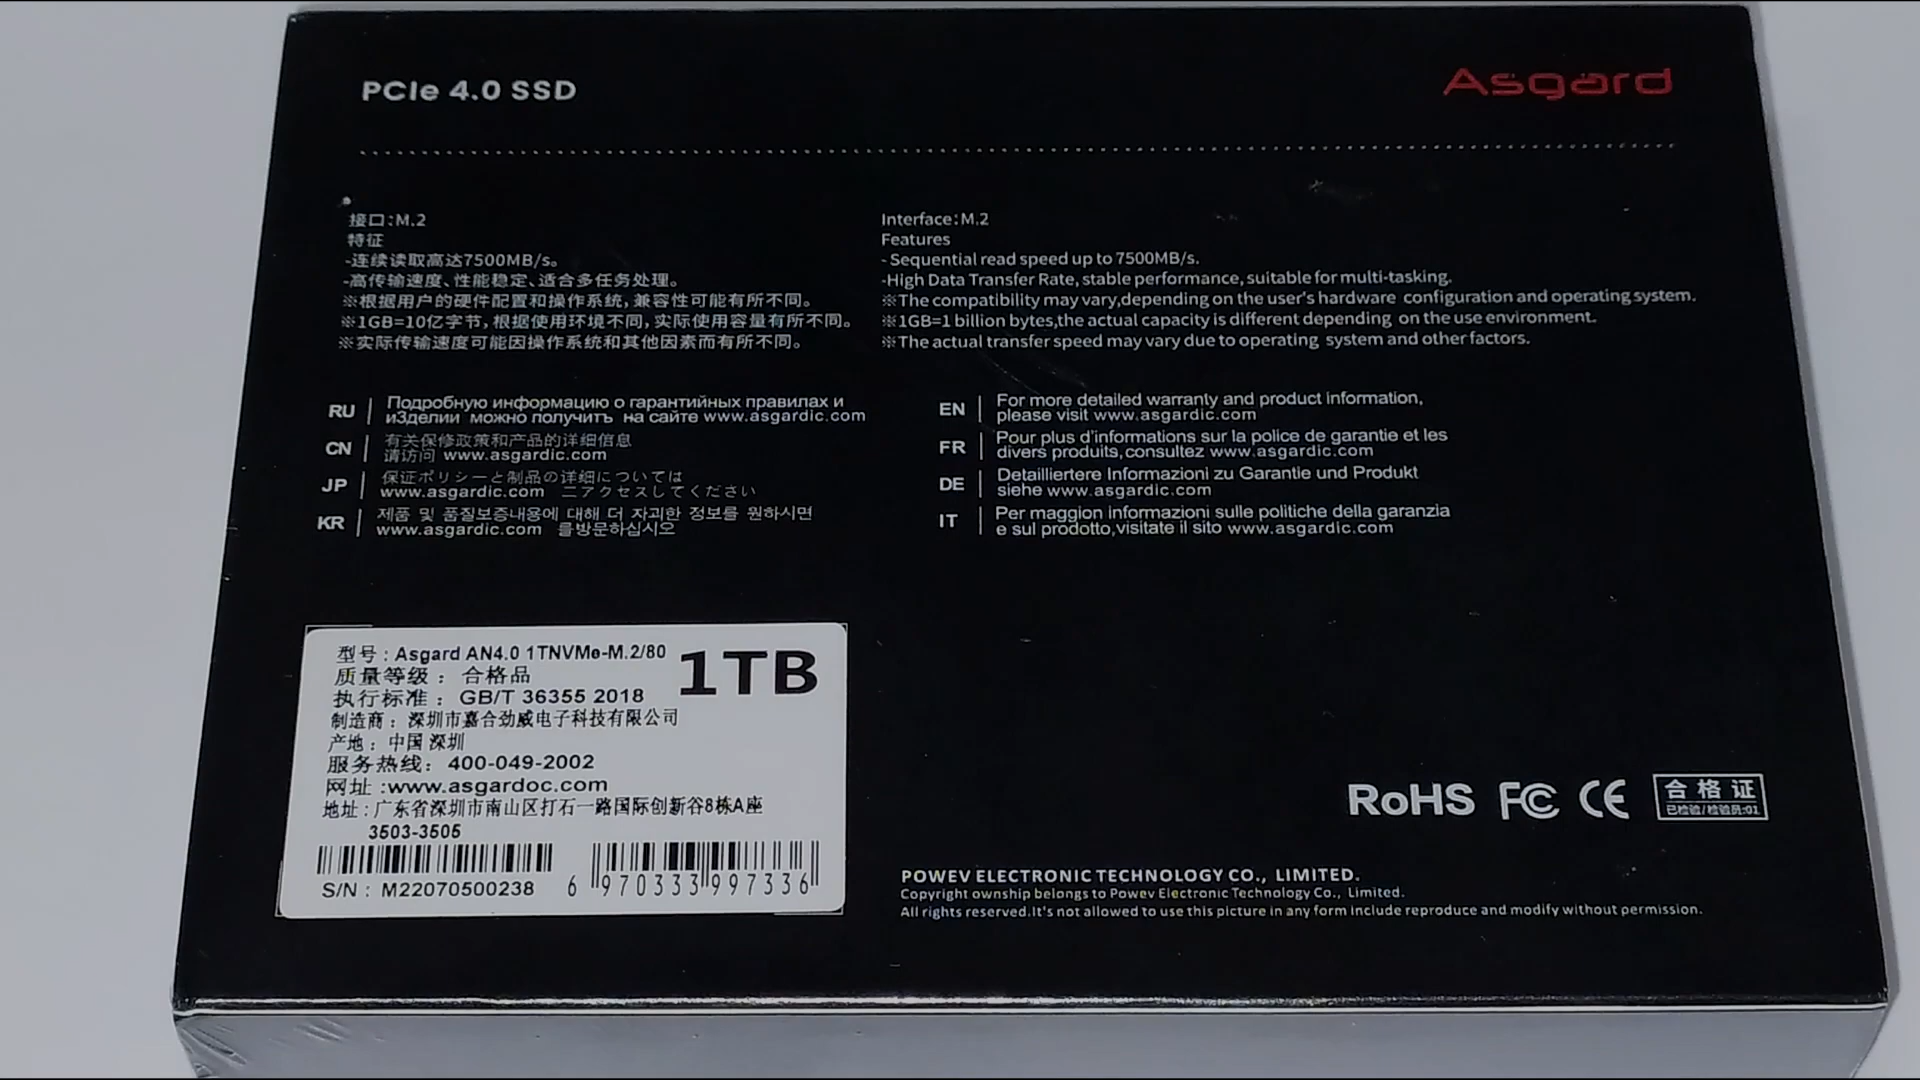 PCIe 4.0 SSD
Asgard
接口:M.2
特征
-连续读取高达7500MB/s。
-高传输速度、性能稳定、适合多任务处理。
※根据用户的硬件配置和操作系统,兼容性可能有所不同。
※1GB=10亿字节,根据使用环境不同,实际使用容量有所不同。
※实际传输速度可能因操作系统和其他因素而有所不同。
Interface:M.2
Features
- Sequential read speed up to 7500MB/s.
-High Data Transfer Rate, stable performance, suitable for multi-tasking.
※The compatibility may vary,depending on the user's hardware configuration and operating system.
※1GB=1 billion bytes,the actual capacity is different depending on the use environment.
※The actual transfer speed may vary due to operating system and other factors.
RU Подробную информацию о гарантийных правилах и
иЗделии можно получитъ на сайте www.asgardic.com
CN 有关保修政策和产品的详细信息
请访问 www.asgardic.com
JP 保证ポリシーと制品の详细については
www.asgardic.com 二アクセスしてください
KR 제품 및 품질보증내용에 대해 더 자괴한 정보를 원하시면
www.asgardic.com 를방문하십시오
EN For more detailed warranty and product information,
please visit www.asgardic.com
FR Pour plus d'informations sur la police de garantie et les
divers produits,consultez www.asgardic.com
DE Detailliertere Informazioni zu Garantie und Produkt
siehe www.asgardic.com
IT Per maggion informazioni sulle politiche della garanzia
e sul prodotto,visitate il sito www.asgardic.com
型号 : Asgard AN4.0 1TNVMe-M.2/80
1TB
质量等级 : 合格品
执行标准 : GB/T 36355 2018
制造商 : 深圳市嘉合劲威电子科技有限公司
产地 : 中国 深圳
服务热线: 400-049-2002
网址 :www.asgardoc.com
地址 : 广东省深圳市南山区打石一路国际创新谷8栋A座
3503-3505
S/N : M22070500238
6 970333 997336
RoHS FC CE
合格证
已检验/检验员:01
POWEV ELECTRONIC TECHNOLOGY CO., LIMITED.
Copyright ownship belongs to Powev Electronic Technology Co., Limited.
All rights reserved.It's not allowed to use this picture in any form include reproduce and modify without permission.